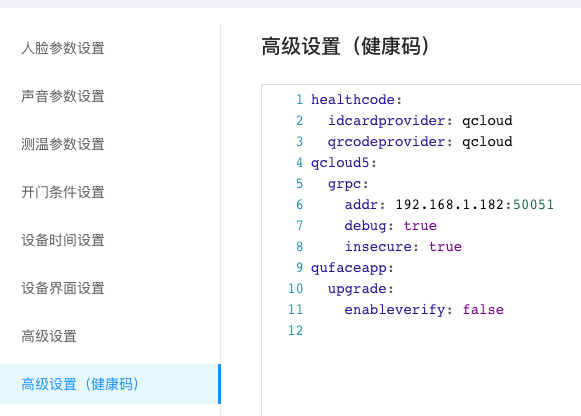 人脸参数设置
声音参数设置
测温参数设置
开门条件设置
设备时间设置
设备界面设置
高级设置
高级设置（健康码）
高级设置（健康码）
1 healthcode:
2   idcardprovider: qcloud
3   qrcodeprovider: qcloud
4 qcloud5:
5   grpc:
6     addr: 192.168.1.182:50051
7     debug: true
8     insecure: true
9 qufaceapp:
10   upgrade:
11     enableverify: false
12